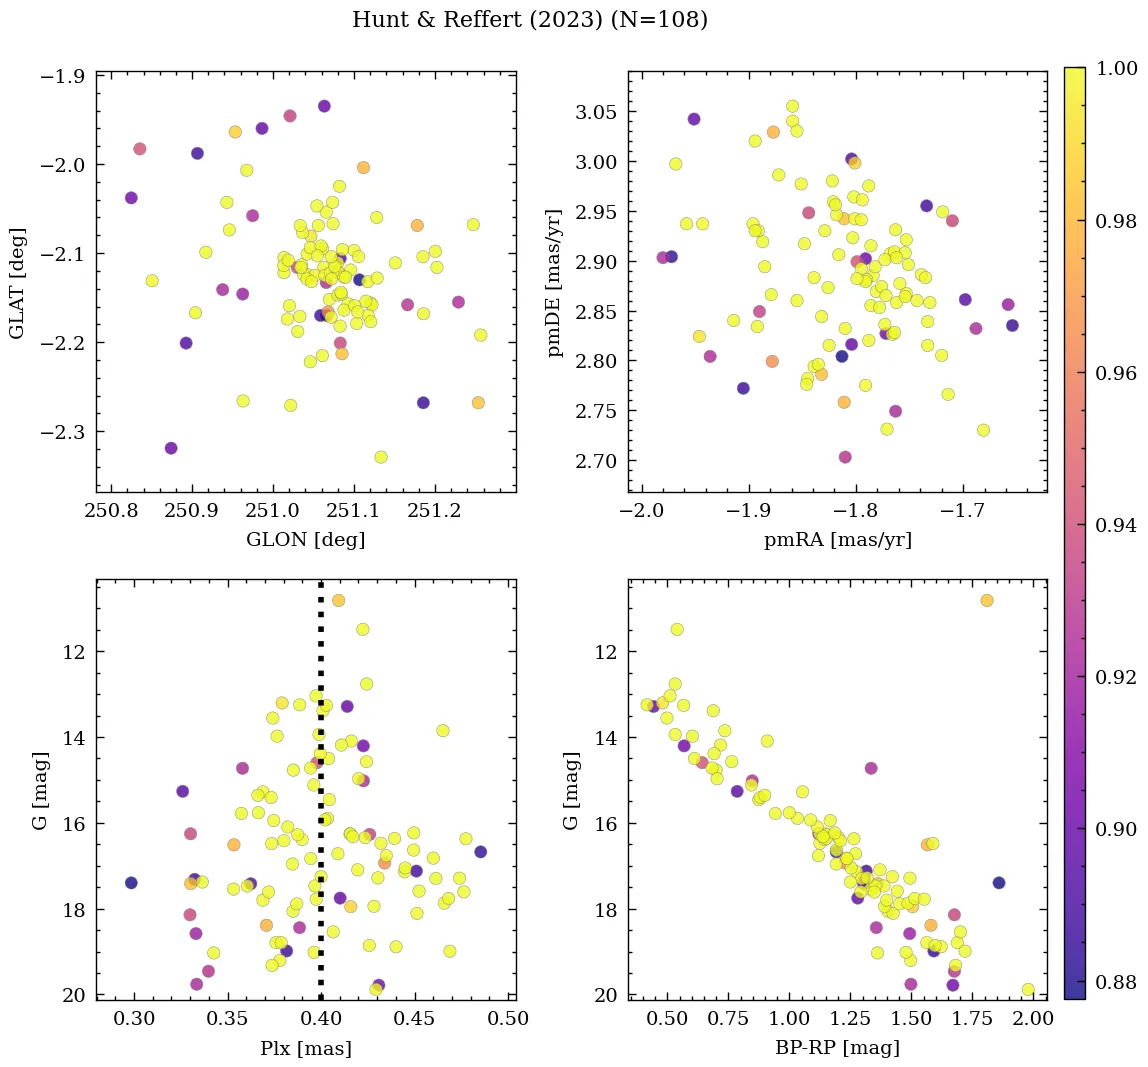 Hunt & Reffert (2023) (N=108)
−1.9
−2.0
−2.1
−2.2
−2.3
GLAT [deg]
250.8 250.9 251.0 251.1 251.2
GLON [deg]
3.05
3.00
2.95
2.90
2.85
2.80
2.75
2.70
pmDE [mas/yr]
−2.0 −1.9 −1.8 −1.7
pmRA [mas/yr]
12
14
16
18
20
G [mag]
0.30 0.35 0.40 0.45 0.50
Plx [mas]
12
14
16
18
20
G [mag]
0.50 0.75 1.00 1.25 1.50 1.75 2.00
BP-RP [mag]
1.00
0.98
0.96
0.94
0.92
0.90
0.88